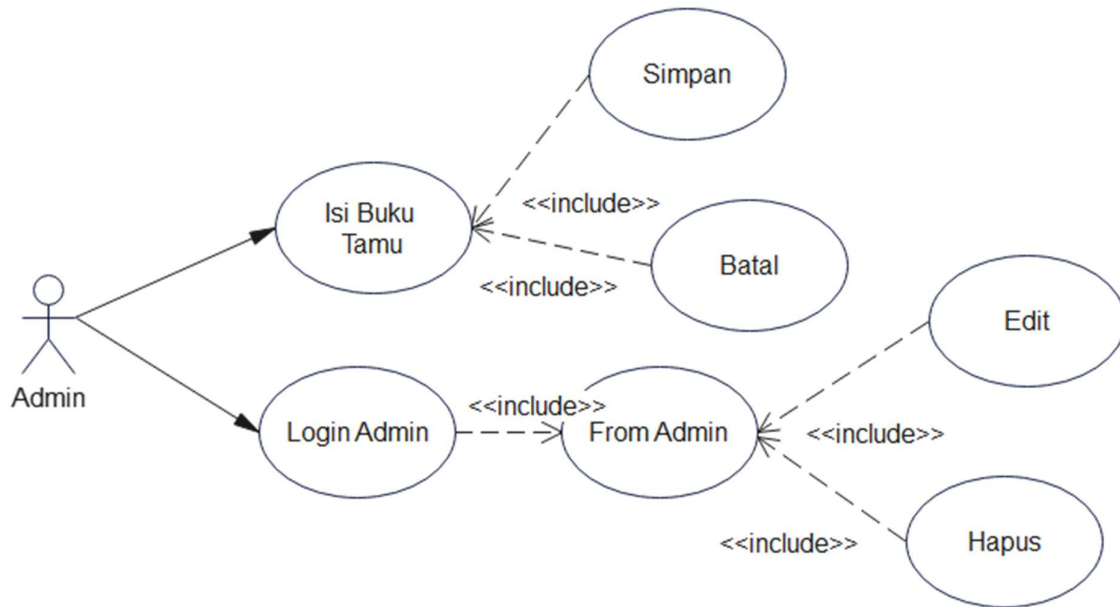 Simpan
<<include>>
Isi Buku
Tamu
Batal
<<include>>
Edit
Admin
<<include>>
Login Admin
From Admin
<<include>>
<<include>>
Hapus